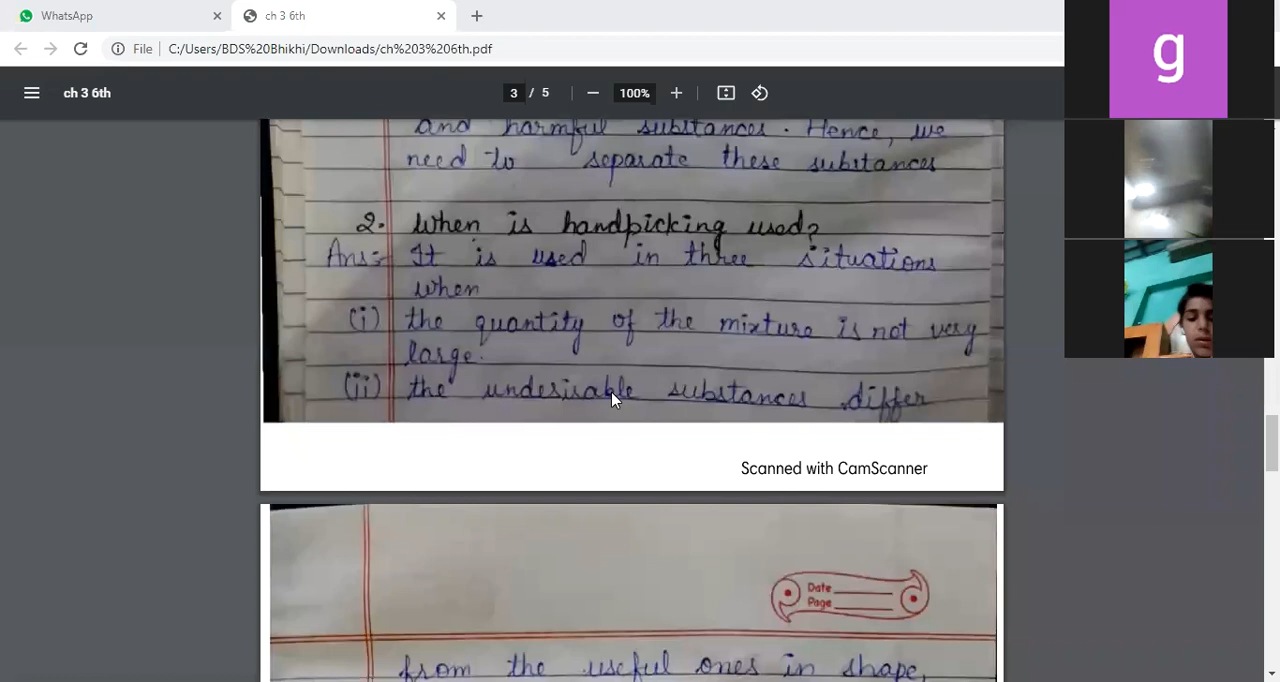 WhatsApp
ch 3 6th
File
C:/Users/BDS%20Bhikhi/Downloads/ch%203%206th.pdf
ch 3 6th
3 / 5
100%
g
and harmful substances. Hence, we
need to separate these substances
2. When is handpicking used?
Ans:- It is used in three situations
when
(i) the quantity of the mixture is not very
large.
(ii) the undesirable substances differ
Scanned with CamScanner
Date
Page
from the useful ones in shape,